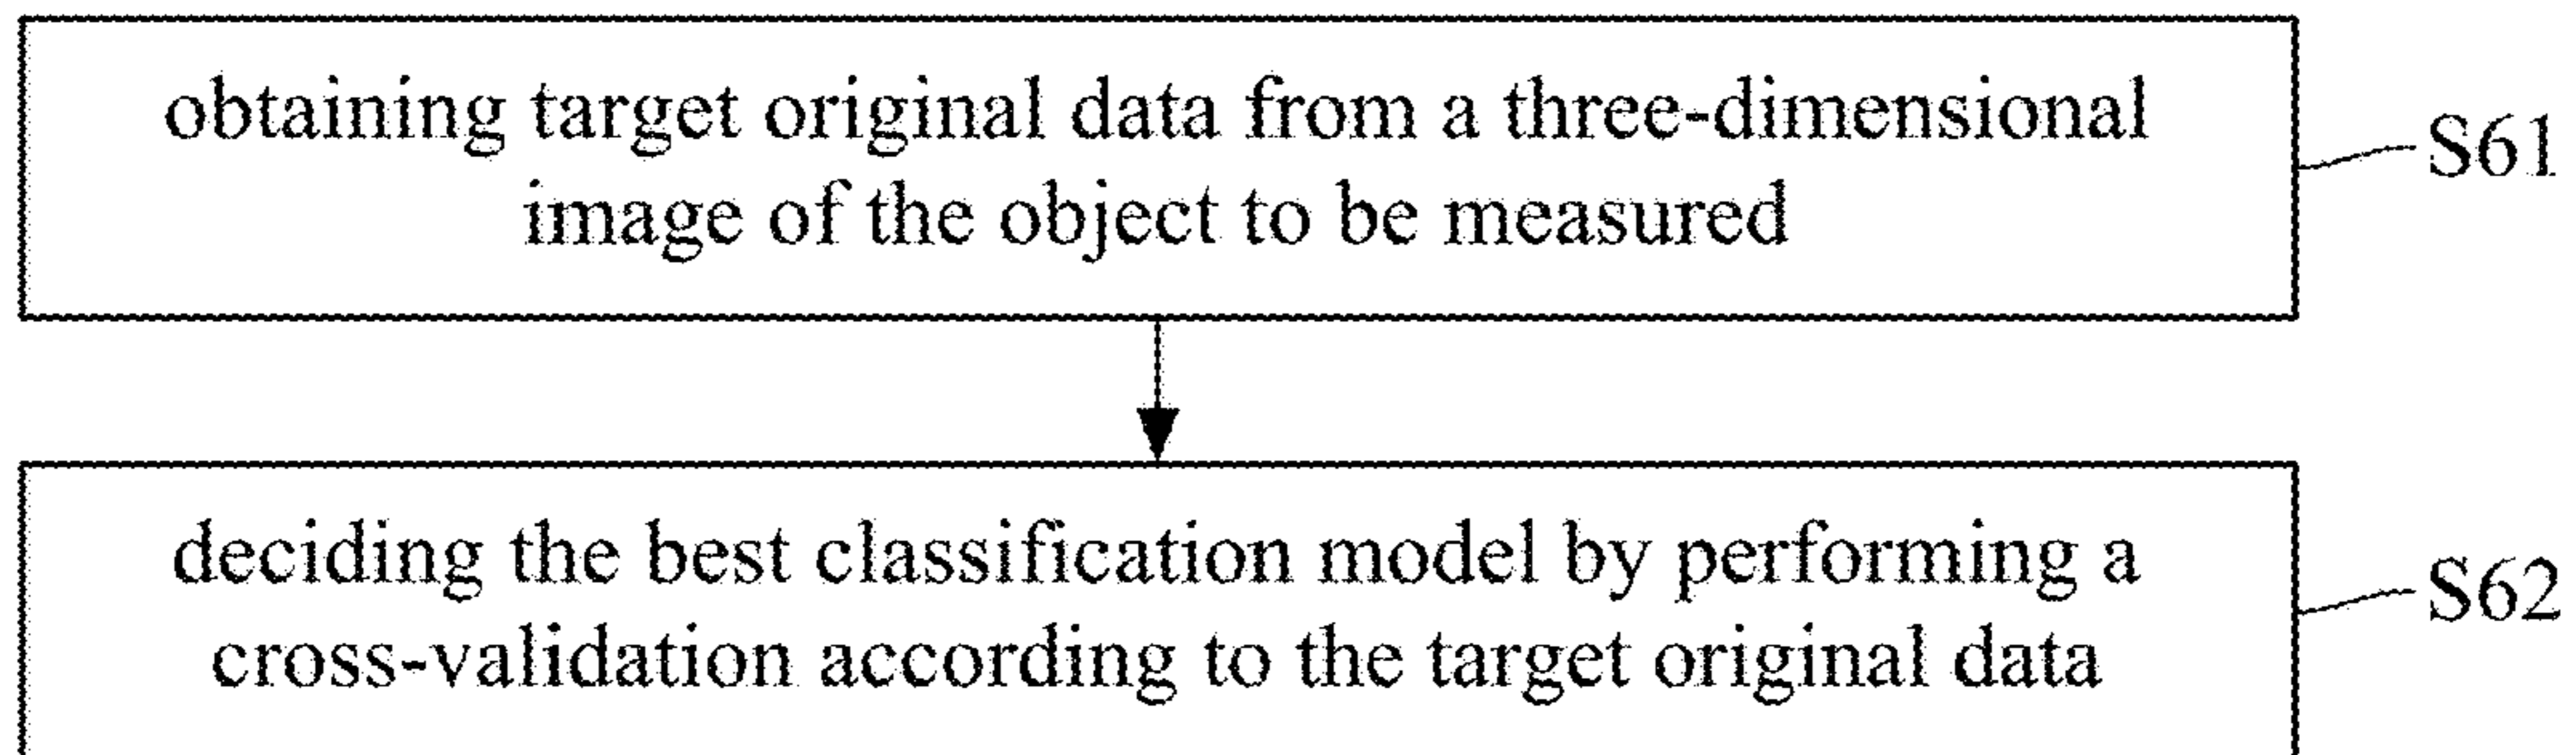 obtaining target original data from a three-dimensional
image of the object to be measured
S61
deciding the best classification model by performing a
cross-validation according to the target original data
S62